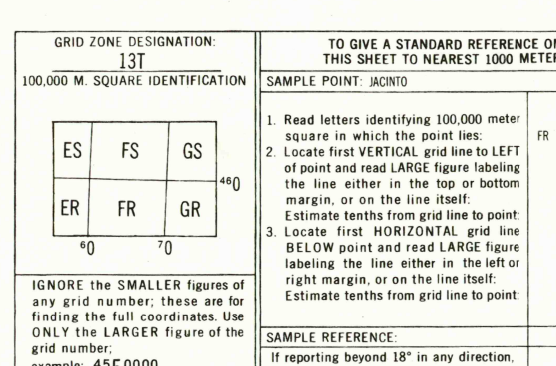 GRID ZONE DESIGNATION:
13T
100,000 M. SQUARE IDENTIFICATION
ES FS GS
460
ER FR GR
60 70
IGNORE the SMALLER figures of
any grid number; these are for
finding the full coordinates. Use
ONLY the LARGER figure of the
grid number;
example: 4550000
TO GIVE A STANDARD REFERENCE ON
THIS SHEET TO NEAREST 1000 METER
SAMPLE POINT: JACINTO
1. Read letters identifying 100,000 meter
square in which the point lies:
FR
2. Locate first VERTICAL grid line to LEFT
of point and read LARGE figure labeling
the line either in the top or bottom
margin, or on the line itself:
Estimate tenths from grid line to point:
3. Locate first HORIZONTAL grid line
BELOW point and read LARGE figure
labeling the line either in the left or
right margin, or on the line itself:
Estimate tenths from grid line to point:
SAMPLE REFERENCE:
If reporting beyond 18° in any direction,